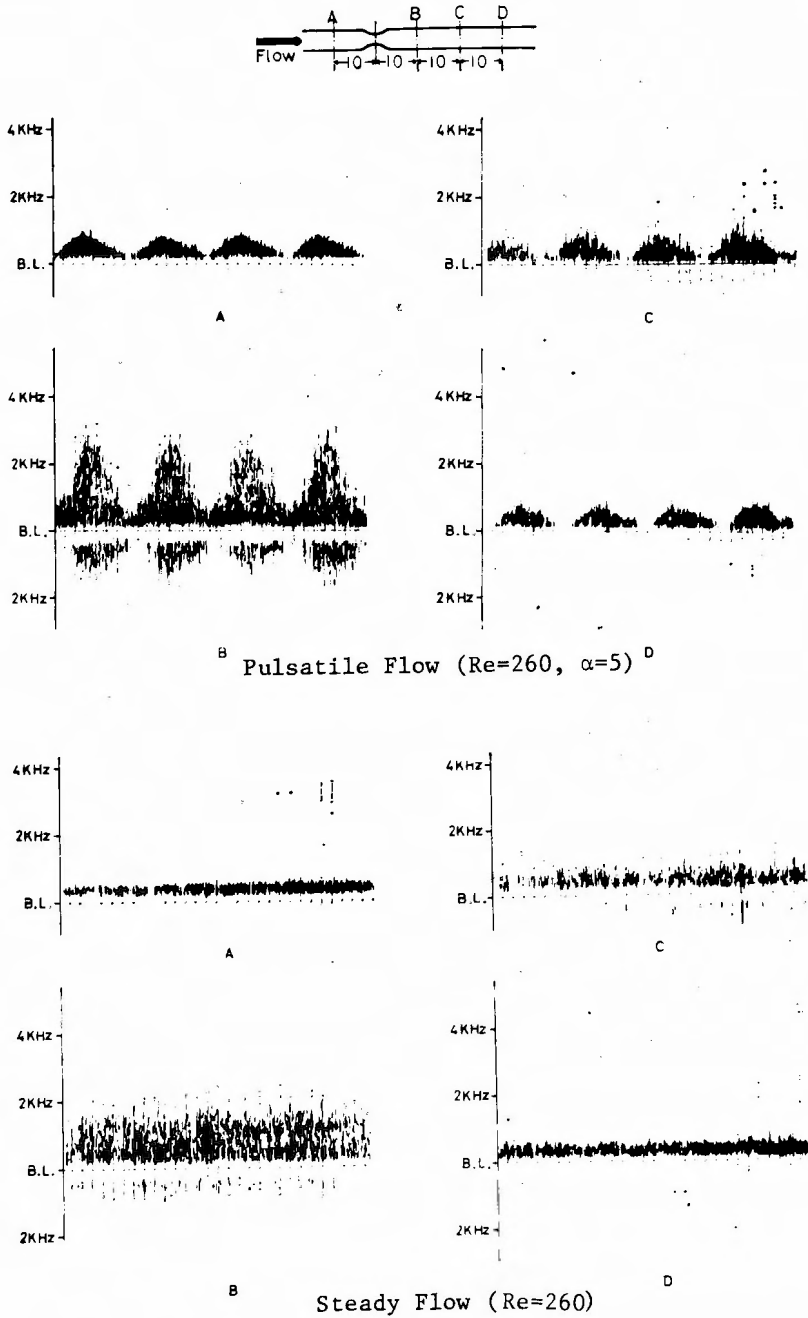 A B C D
Flow
10 10 10 10
4KHz
2KHz
B.L.
A
4KHz
2KHz
B.L.
C
4KHz
2KHz
B.L.
2KHz
B
4KHz
2KHz
B.L.
2KHz
D
Pulsatile Flow (Re=260, α=5)
4KHz
2KHz
B.L.
A
4KHz
2KHz
B.L.
C
4KHz
2KHz
B.L.
2KHz
B
4KHz
2KHz
B.L.
2KHz
D
Steady Flow (Re=260)